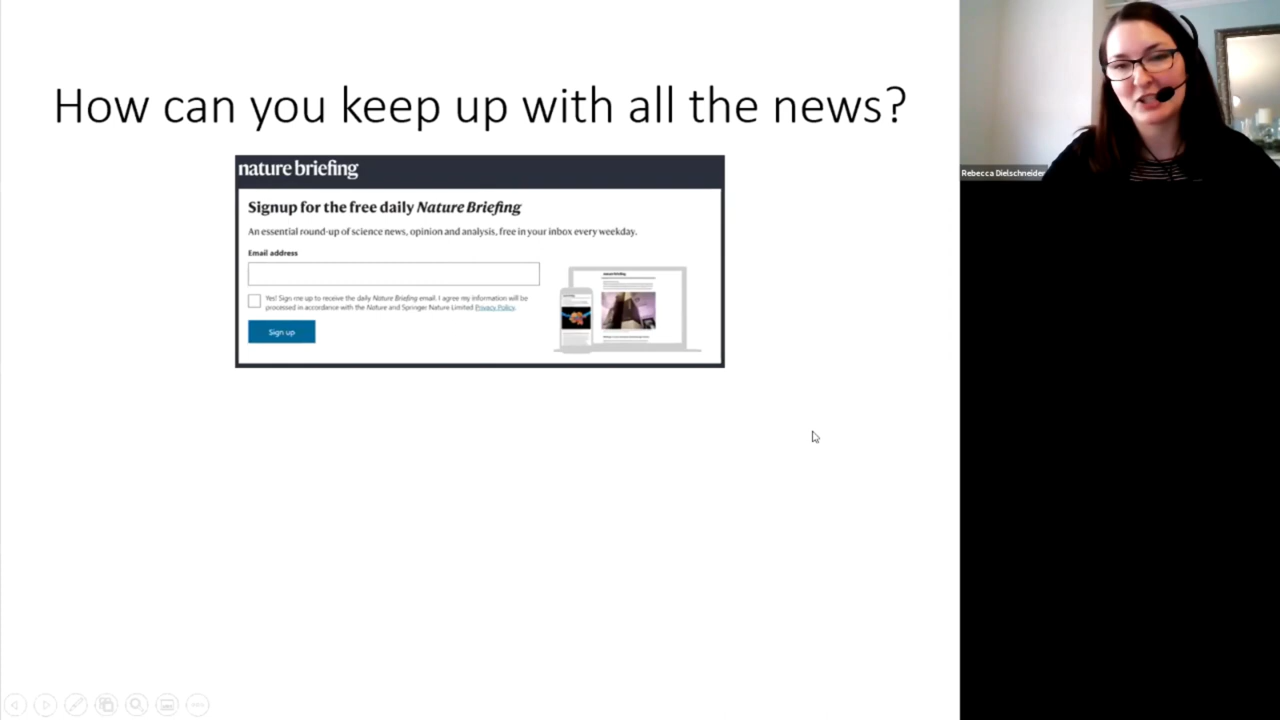 How can you keep up with all the news?
nature briefing
Signup for the free daily Nature Briefing
An essential round-up of science news, opinion and analysis, free in your inbox every weekday.
Email address
Yes! Sign me up to receive the daily Nature Briefing email. I agree my information will be
processed in accordance with the Nature and Springer Nature Limited Privacy Policy.
Sign up
Rebecca Dielschneider